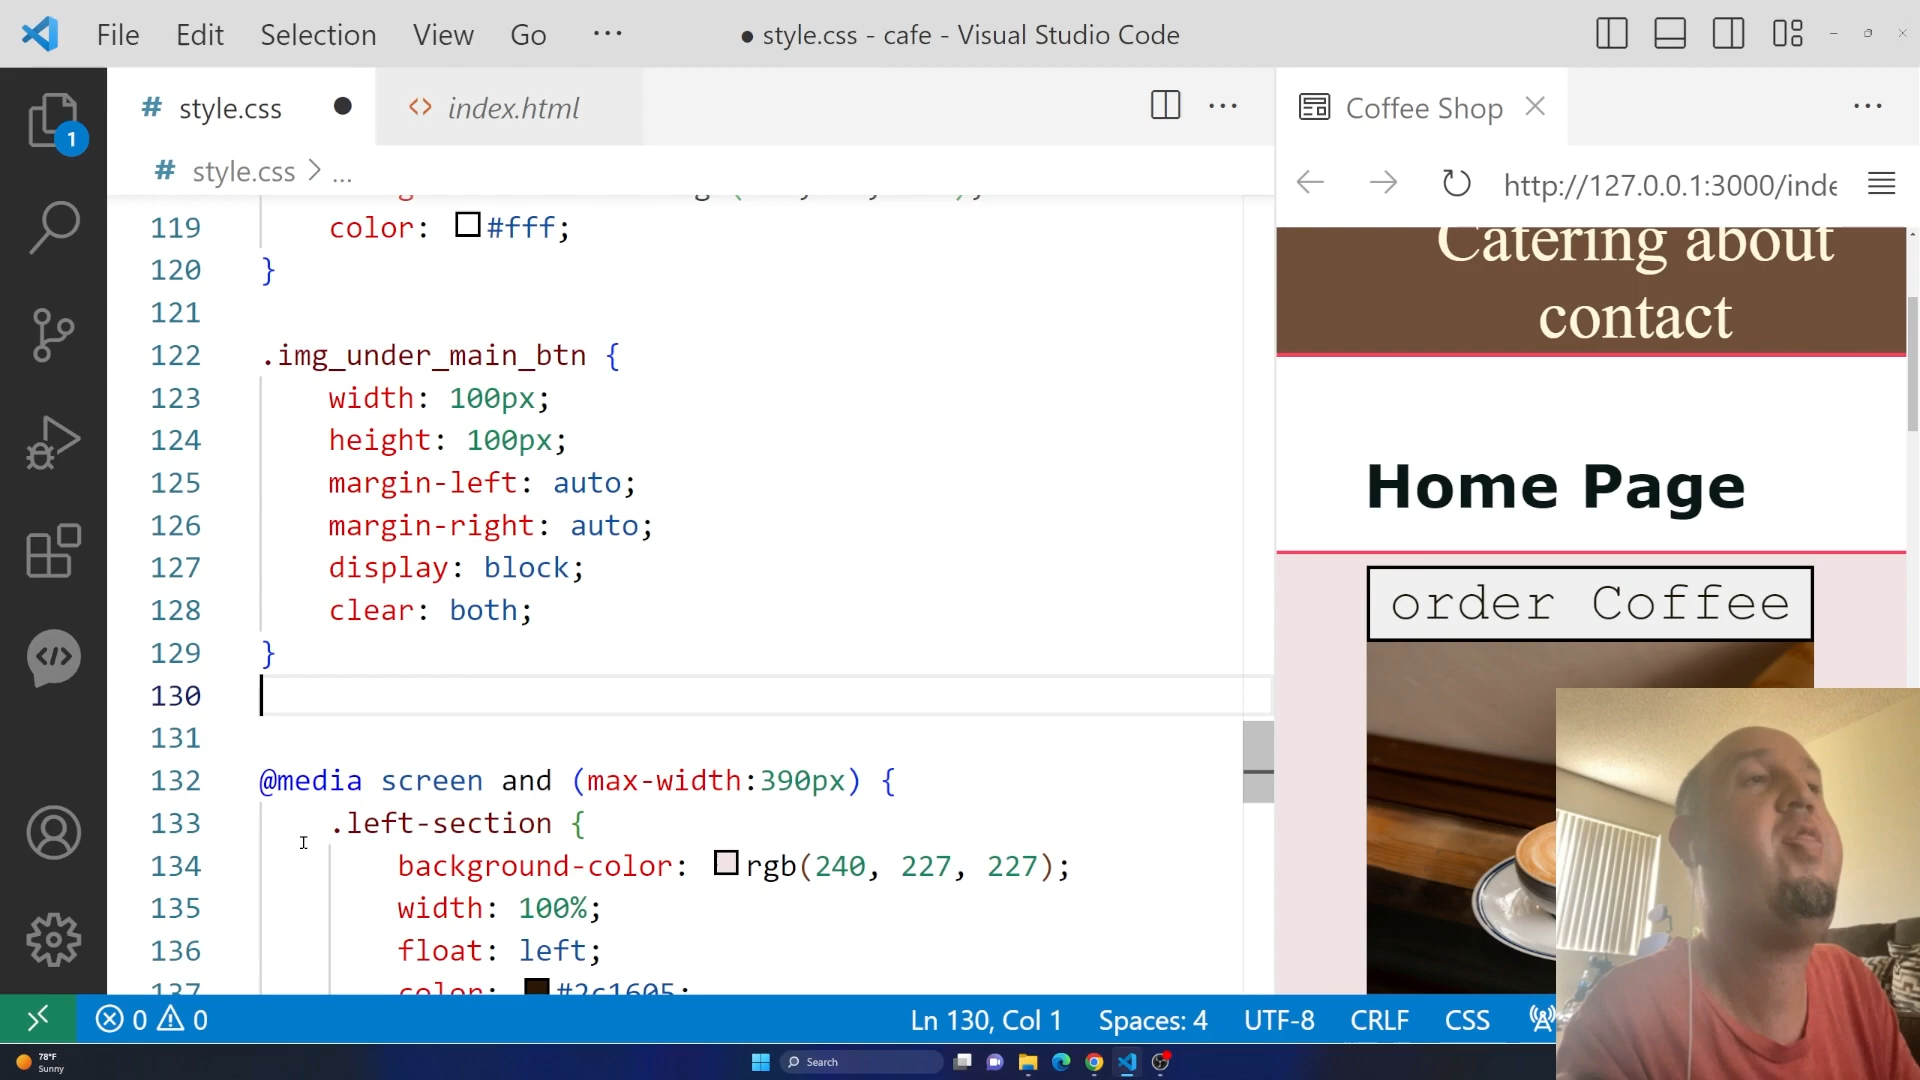 File Edit Selection View Go ··· ● style.css - cafe - Visual Studio Code
# style.css ● <> index.html
Coffee Shop
# style.css > ...
http://127.0.0.1:3000/inde
1
119 color: #fff;
120 }
121
122 .img_under_main_btn {
123 width: 100px;
124 height: 100px;
125 margin-left: auto;
126 margin-right: auto;
127 display: block;
128 clear: both;
129 }
130
131
132 @media screen and (max-width:390px) {
133 .left-section {
134 background-color: rgb(240, 227, 227);
135 width: 100%;
136 float: left;
137 color: #2c1605;
Catering about
contact
Home Page
order Coffee
0 0 Ln 130, Col 1 Spaces: 4 UTF-8 CRLF CSS
78°F
Sunny
Search